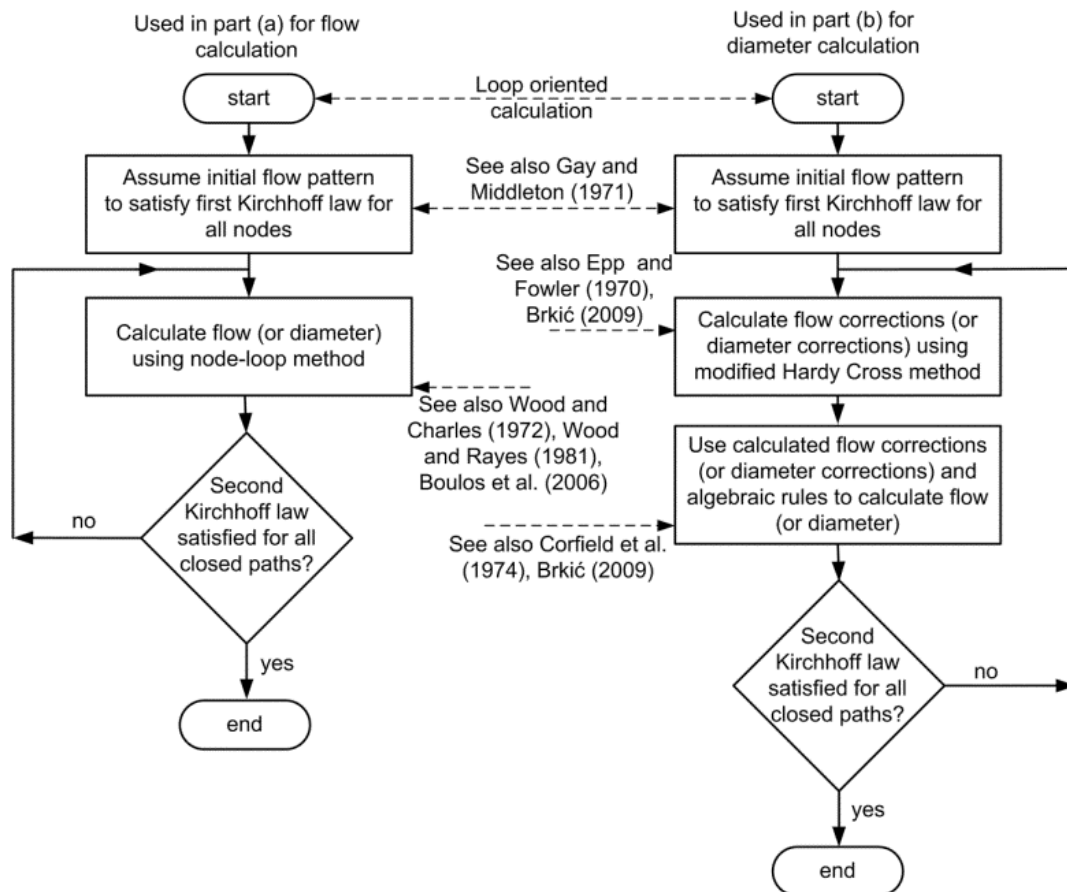 Used in part (a) for flow
calculation
start
Assume initial flow pattern
to satisfy first Kirchhoff law for
all nodes
Calculate flow (or diameter)
using node-loop method
Second
Kirchhoff law
satisfied for all
closed paths?
no
yes
end
Loop oriented
calculation
See also Gay and
Middleton (1971)
See also Epp and
Fowler (1970),
Brkić (2009)
See also Wood and
Charles (1972), Wood
and Rayes (1981),
Boulos et al. (2006)
See also Corfield et al.
(1974), Brkić (2009)
Used in part (b) for
diameter calculation
start
Assume initial flow pattern
to satisfy first Kirchhoff law for
all nodes
Calculate flow corrections (or
diameter corrections) using
modified Hardy Cross method
Use calculated flow corrections
(or diameter corrections) and
algebraic rules to calculate flow
(or diameter)
Second
Kirchhoff law
satisfied for all
closed paths?
no
yes
end